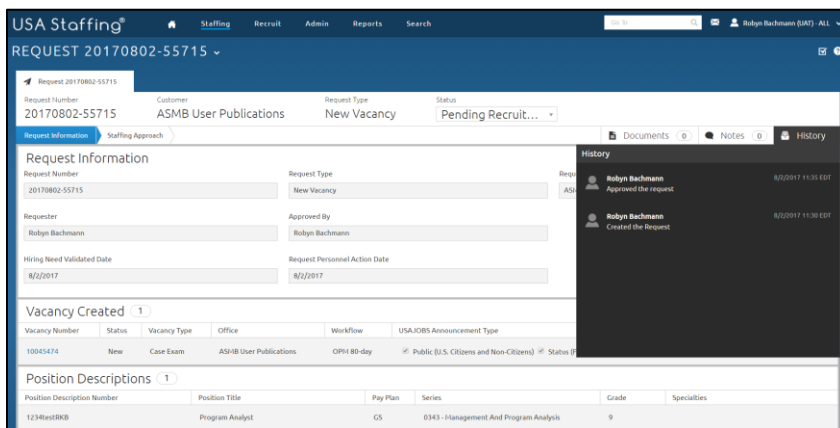 USA Staffing® Staffing Recruit Admin Reports Search Go To Robyn Bachmann (UAT) - ALL
REQUEST 20170802-55715
Request 20170802-55715
Request Number Customer Request Type Status
20170802-55715 ASMB User Publications New Vacancy Pending Recruit...
Request Information Staffing Approach Documents 0 Notes 0 History
Request Information
History
Request Number Request Type Requ
20170802-55715 New Vacancy ASM
Robyn Bachmann 8/2/2017 11:35 EDT
Approved the request
Requester Approved By
Robyn Bachmann Robyn Bachmann
Robyn Bachmann 8/2/2017 11:30 EDT
Created the Request
Hiring Need Validated Date Request Personnel Action Date
8/2/2017 8/2/2017
Vacancy Created 1
Vacancy Number Status Vacancy Type Office Workflow USAJOBS Announcement Type
10045474 New Case Exam ASMB User Publications OPM 80-day Public (U.S. Citizens and Non-Citizens) Status (F
Position Descriptions 1
Position Description Number Position Title Pay Plan Series Grade Specialties
1234testRKB Program Analyst GS 0343 - Management And Program Analysis 9